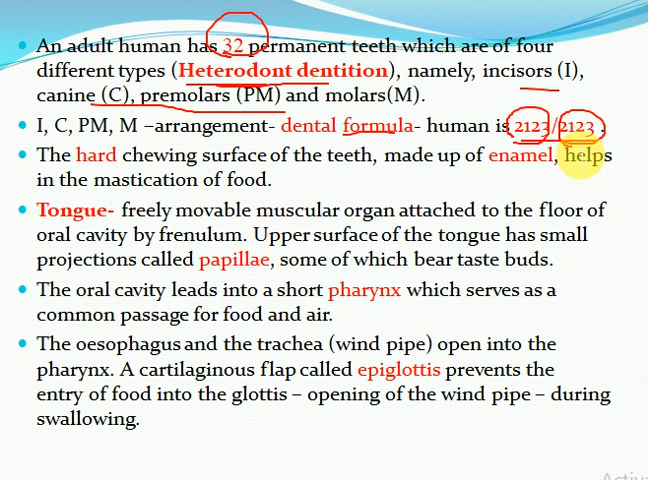 • An adult human has 32 permanent teeth which are of four
different types (Heterodont dentition), namely, incisors (I),
canine (C), premolars (PM) and molars(M).
• I, C, PM, M –arrangement- dental formula- human is 2123/2123 .
• The hard chewing surface of the teeth, made up of enamel, helps
in the mastication of food.
• Tongue- freely movable muscular organ attached to the floor of
oral cavity by frenulum. Upper surface of the tongue has small
projections called papillae, some of which bear taste buds.
• The oral cavity leads into a short pharynx which serves as a
common passage for food and air.
• The oesophagus and the trachea (wind pipe) open into the
pharynx. A cartilaginous flap called epiglottis prevents the
entry of food into the glottis – opening of the wind pipe – during
swallowing.